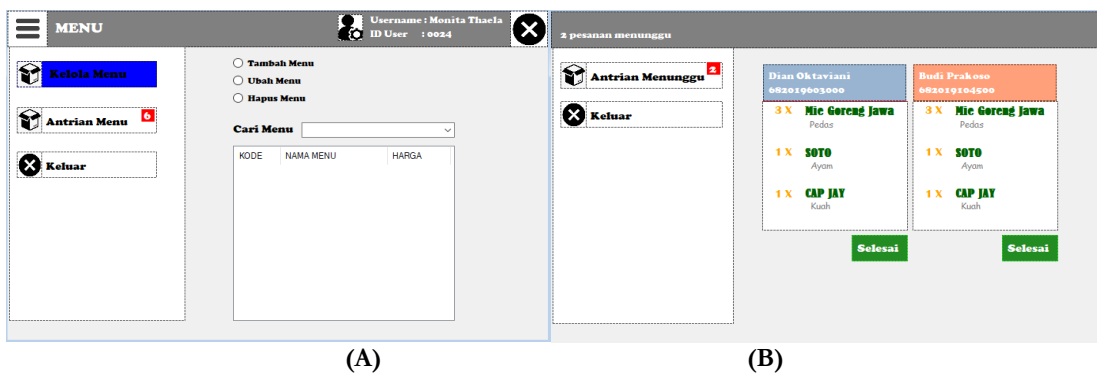 MENU
Username : Monita Thaela
ID User : 0024
Kelola Menu
Antrian Menu 6
Keluar
Tambah Menu
Ubah Menu
Hapus Menu
Cari Menu
KODE NAMA MENU HARGA
(A)
2 pesanan menunggu
Antrian Menunggu 2
Keluar
Dian Oktaviani
682019603000
3 X Mie Goreng Jawa
Pedas
1 X SOTO
Ayam
1 X CAP JAY
Kuah
Selesai
Budi Prakoso
682019104500
3 X Mie Goreng Jawa
Pedas
1 X SOTO
Ayam
1 X CAP JAY
Kuah
Selesai
(B)